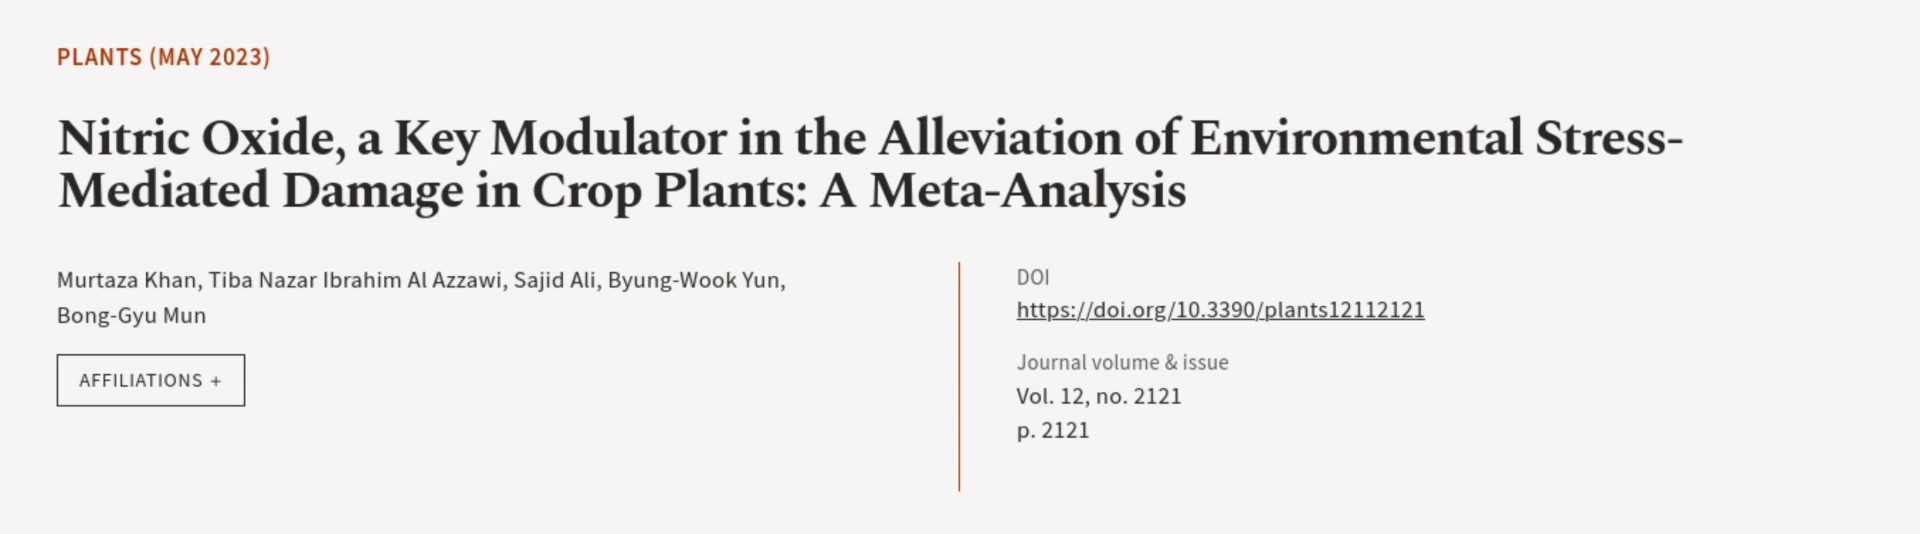 PLANTS (MAY 2023)
Nitric Oxide, a Key Modulator in the Alleviation of Environmental Stress-
Mediated Damage in Crop Plants: A Meta-Analysis
Murtaza Khan, Tiba Nazar Ibrahim Al Azzawi, Sajid Ali, Byung-Wook Yun,
Bong-Gyu Mun
AFFILIATIONS +
DOI
https://doi.org/10.3390/plants12112121
Journal volume & issue
Vol. 12, no. 2121
p. 2121